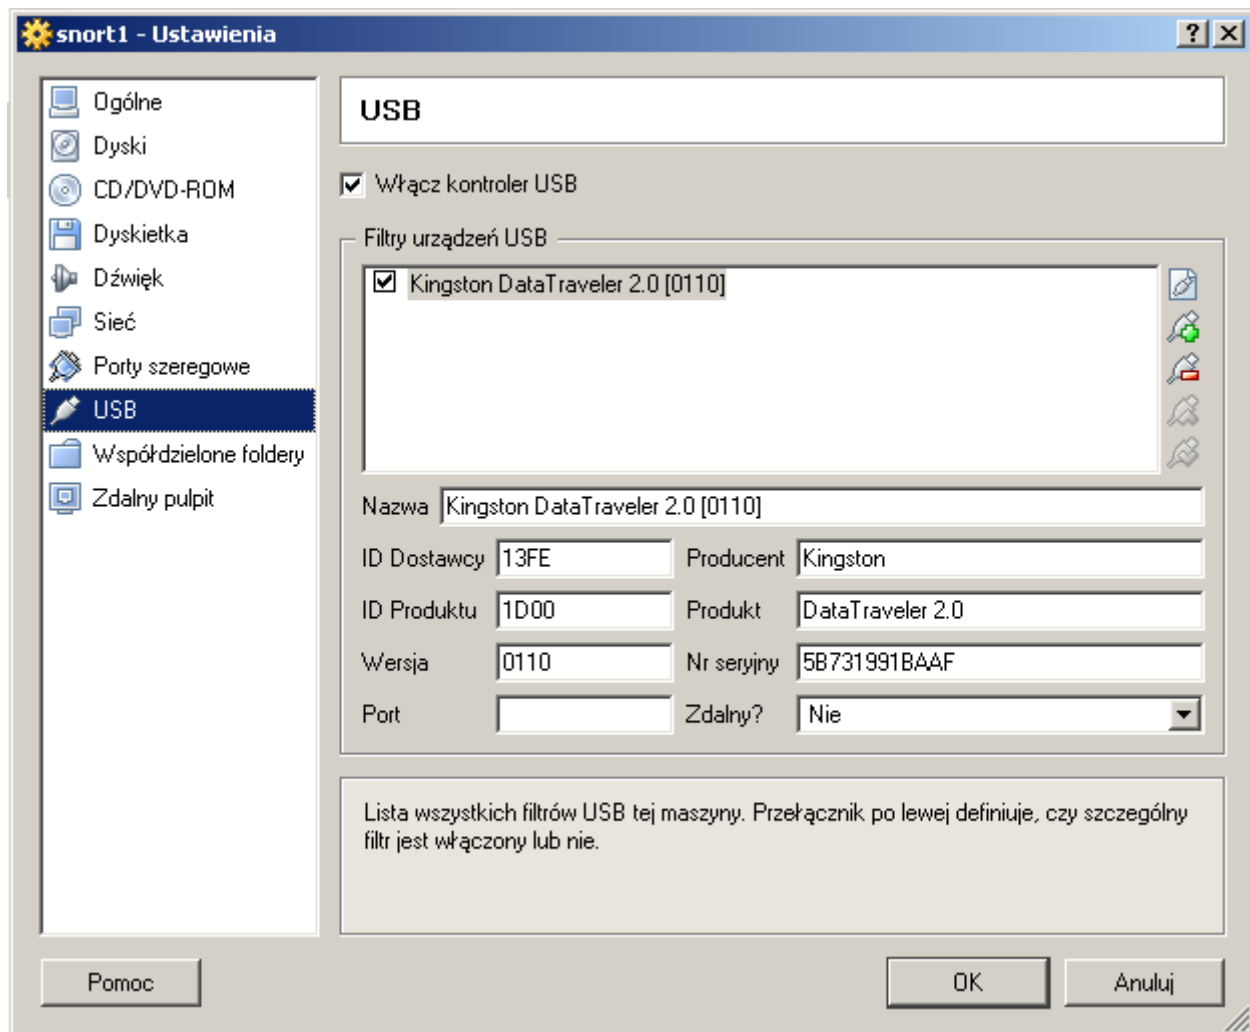 snort1 - Ustawienia
Ogólne
Dyski
CD/DVD-ROM
Dyskietka
Dźwięk
Sieć
Porty szeregowe
USB
Współdzielone foldery
Zdalny pulpit
USB
Włącz kontroler USB
Filtry urządzeń USB
Kingston DataTraveler 2.0 [0110]
Nazwa Kingston DataTraveler 2.0 [0110]
ID Dostawcy 13FE Producent Kingston
ID Produktu 1D00 Produkt DataTraveler 2.0
Wersja 0110 Nr seryjny 5B731991BAAF
Port Zdalny? Nie
Lista wszystkich filtrów USB tej maszyny. Przełącznik po lewej definiuje, czy szczególny
filtr jest włączony lub nie.
Pomoc OK Anuluj